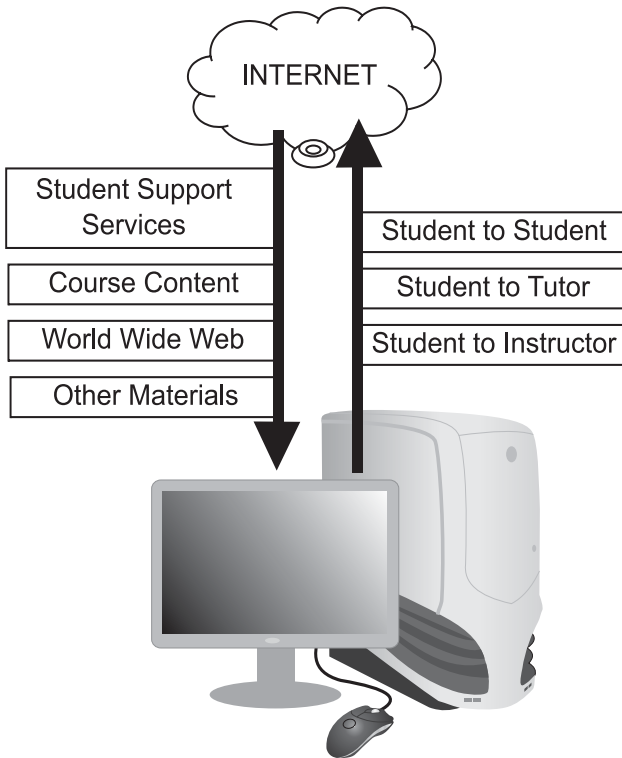 INTERNET
Student Support
Services
Course Content
World Wide Web
Other Materials
Student to Student
Student to Tutor
Student to Instructor